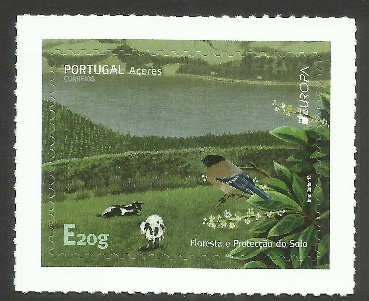 PORTUGAL Açores
CORREIOS
EUROPA
E20g
Floresta e Protecção do Solo